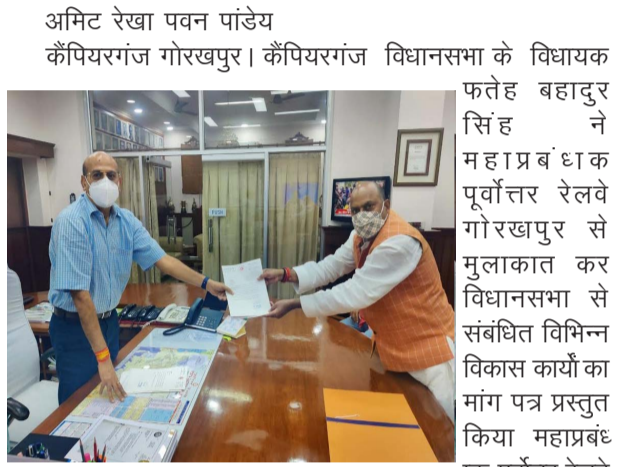 अमिट रेखा पवन पांडेय
कैंपियरगंज गोरखपुर। कैंपियरगंज विधानसभा के विधायक
फतेह बहादुर
सिंह ने
महाप्रबंधाक
पूर्वोत्तर रेलवे
गोरखपुर से
मुलाकात कर
विधानसभा से
संबंधित विभिन्न
विकास कार्यों का
मांग पत्र प्रस्तुत
किया महाप्रबंध